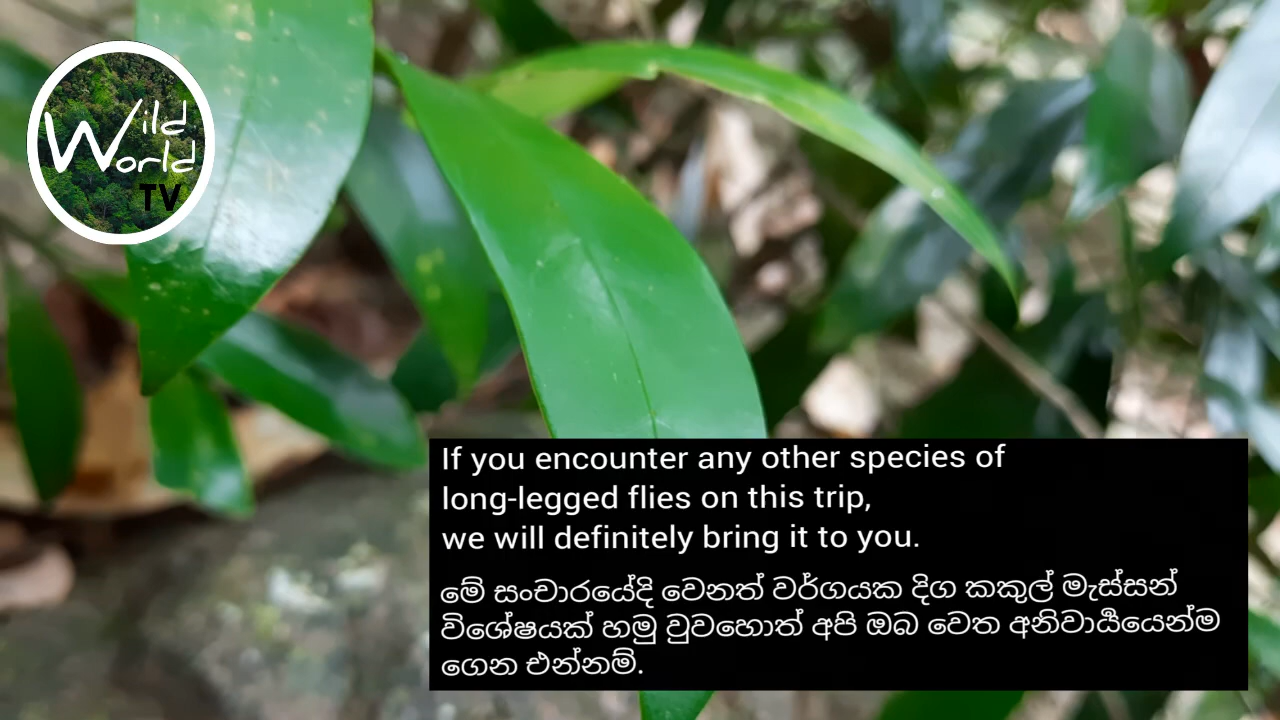 Wild
World
TV
If you encounter any other species of
long-legged flies on this trip,
we will definitely bring it to you.
මේ සංචාරයේදි වෙනත් වර්ගයක දිග කකුල් මැස්සන්
විශේෂයක් හමු වුවහොත් අපි ඔබ වෙත අනිවාර්‍යයෙන්ම
ගෙන එන්නම්.